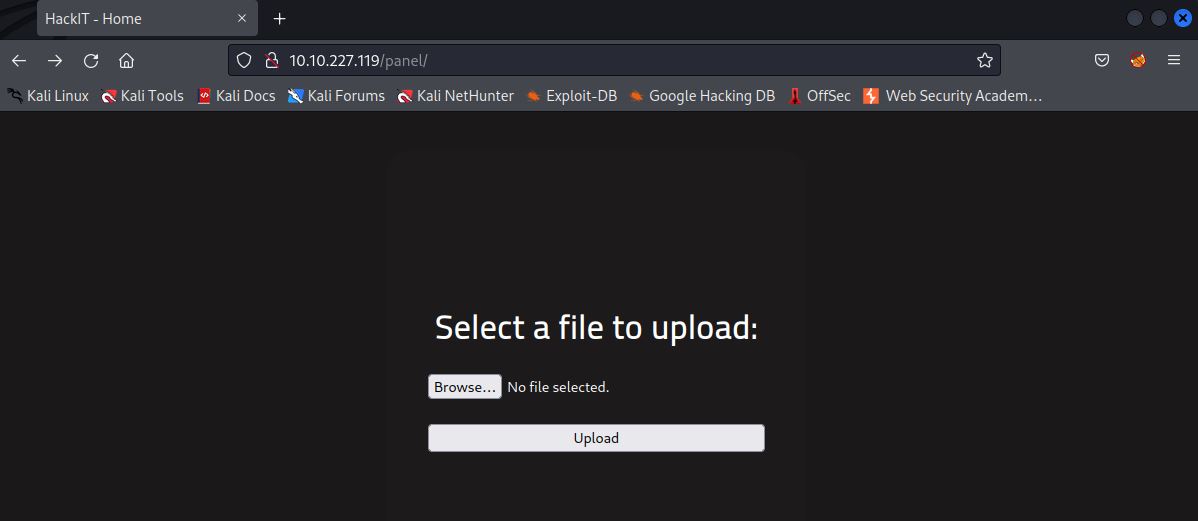 HackIT - Home
10.10.227.119/panel/
Kali Linux Kali Tools Kali Docs Kali Forums Kali NetHunter Exploit-DB Google Hacking DB OffSec Web Security Academ…
Select a file to upload:
Browse... No file selected.
Upload